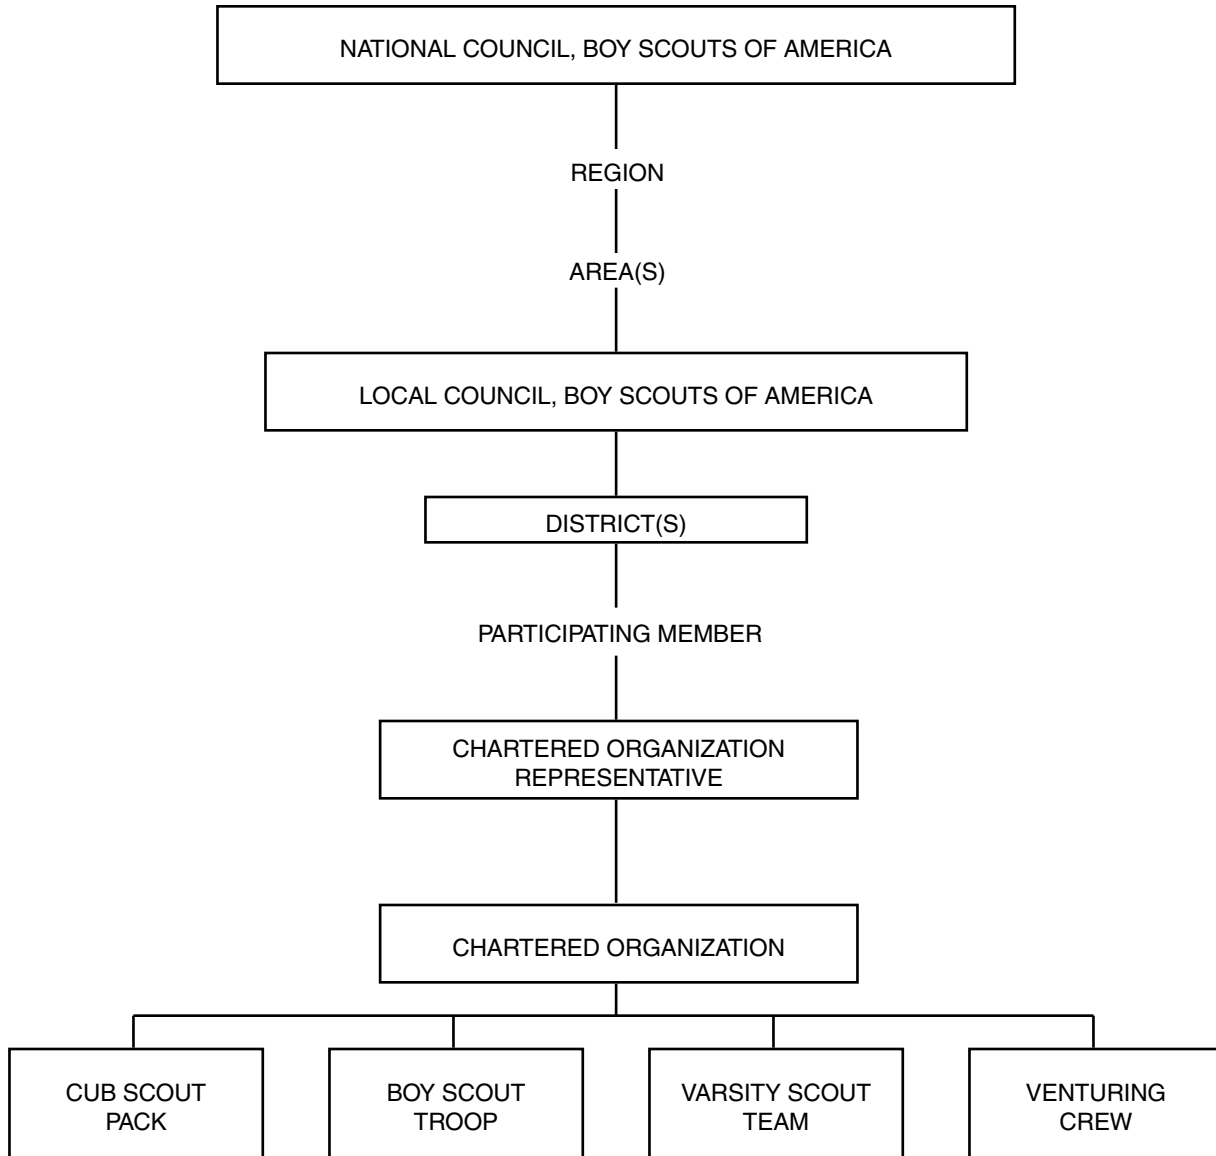 NATIONAL COUNCIL, BOY SCOUTS OF AMERICA
REGION
AREA(S)
LOCAL COUNCIL, BOY SCOUTS OF AMERICA
DISTRICT(S)
PARTICIPATING MEMBER
CHARTERED ORGANIZATION
REPRESENTATIVE
CHARTERED ORGANIZATION
CUB SCOUT
PACK
BOY SCOUT
TROOP
VARSITY SCOUT
TEAM
VENTURING
CREW